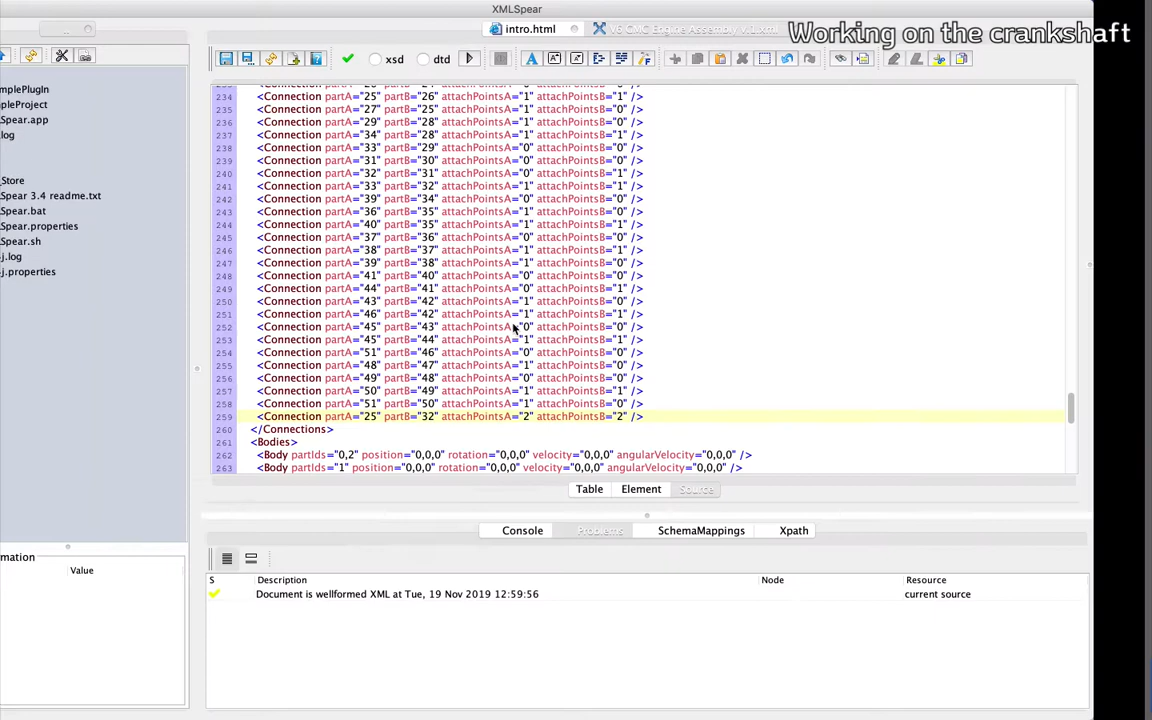 XMLSpear
intro.html
V6 CMC Engine Assembly V.1.xml
Working on the crankshaft
xsd
dtd
mplePlugIn
mpleProject
Spear.app
log
_Store
Spear 3.4 readme.txt
Spear.bat
Spear.properties
Spear.sh
j.log
j.properties
234 <Connection partA="25" partB="26" attachPointsA="1" attachPointsB="1" />
235 <Connection partA="27" partB="25" attachPointsA="1" attachPointsB="0" />
236 <Connection partA="29" partB="28" attachPointsA="1" attachPointsB="0" />
237 <Connection partA="34" partB="28" attachPointsA="1" attachPointsB="1" />
238 <Connection partA="33" partB="29" attachPointsA="0" attachPointsB="0" />
239 <Connection partA="31" partB="30" attachPointsA="0" attachPointsB="0" />
240 <Connection partA="32" partB="31" attachPointsA="0" attachPointsB="1" />
241 <Connection partA="33" partB="32" attachPointsA="1" attachPointsB="1" />
242 <Connection partA="39" partB="34" attachPointsA="0" attachPointsB="0" />
243 <Connection partA="36" partB="35" attachPointsA="1" attachPointsB="0" />
244 <Connection partA="40" partB="35" attachPointsA="1" attachPointsB="1" />
245 <Connection partA="37" partB="36" attachPointsA="0" attachPointsB="0" />
246 <Connection partA="38" partB="37" attachPointsA="1" attachPointsB="1" />
247 <Connection partA="39" partB="38" attachPointsA="1" attachPointsB="0" />
248 <Connection partA="41" partB="40" attachPointsA="0" attachPointsB="0" />
249 <Connection partA="44" partB="41" attachPointsA="0" attachPointsB="1" />
250 <Connection partA="43" partB="42" attachPointsA="1" attachPointsB="0" />
251 <Connection partA="46" partB="42" attachPointsA="1" attachPointsB="1" />
252 <Connection partA="45" partB="43" attachPointsA="0" attachPointsB="0" />
253 <Connection partA="45" partB="44" attachPointsA="1" attachPointsB="1" />
254 <Connection partA="51" partB="46" attachPointsA="0" attachPointsB="0" />
255 <Connection partA="48" partB="47" attachPointsA="1" attachPointsB="0" />
256 <Connection partA="49" partB="48" attachPointsA="0" attachPointsB="0" />
257 <Connection partA="50" partB="49" attachPointsA="1" attachPointsB="1" />
258 <Connection partA="51" partB="50" attachPointsA="1" attachPointsB="0" />
259 <Connection partA="25" partB="32" attachPointsA="2" attachPointsB="2" />
260 </Connections>
261 <Bodies>
262 <Body partIds="0,2" position="0,0,0" rotation="0,0,0" velocity="0,0,0" angularVelocity="0,0,0" />
263 <Body partIds="1" position="0,0,0" rotation="0,0,0" velocity="0,0,0" angularVelocity="0,0,0" />
Table Element Source
Console Problems SchemaMappings Xpath
mation
Value
S Description Node Resource
Document is wellformed XML at Tue, 19 Nov 2019 12:59:56 current source